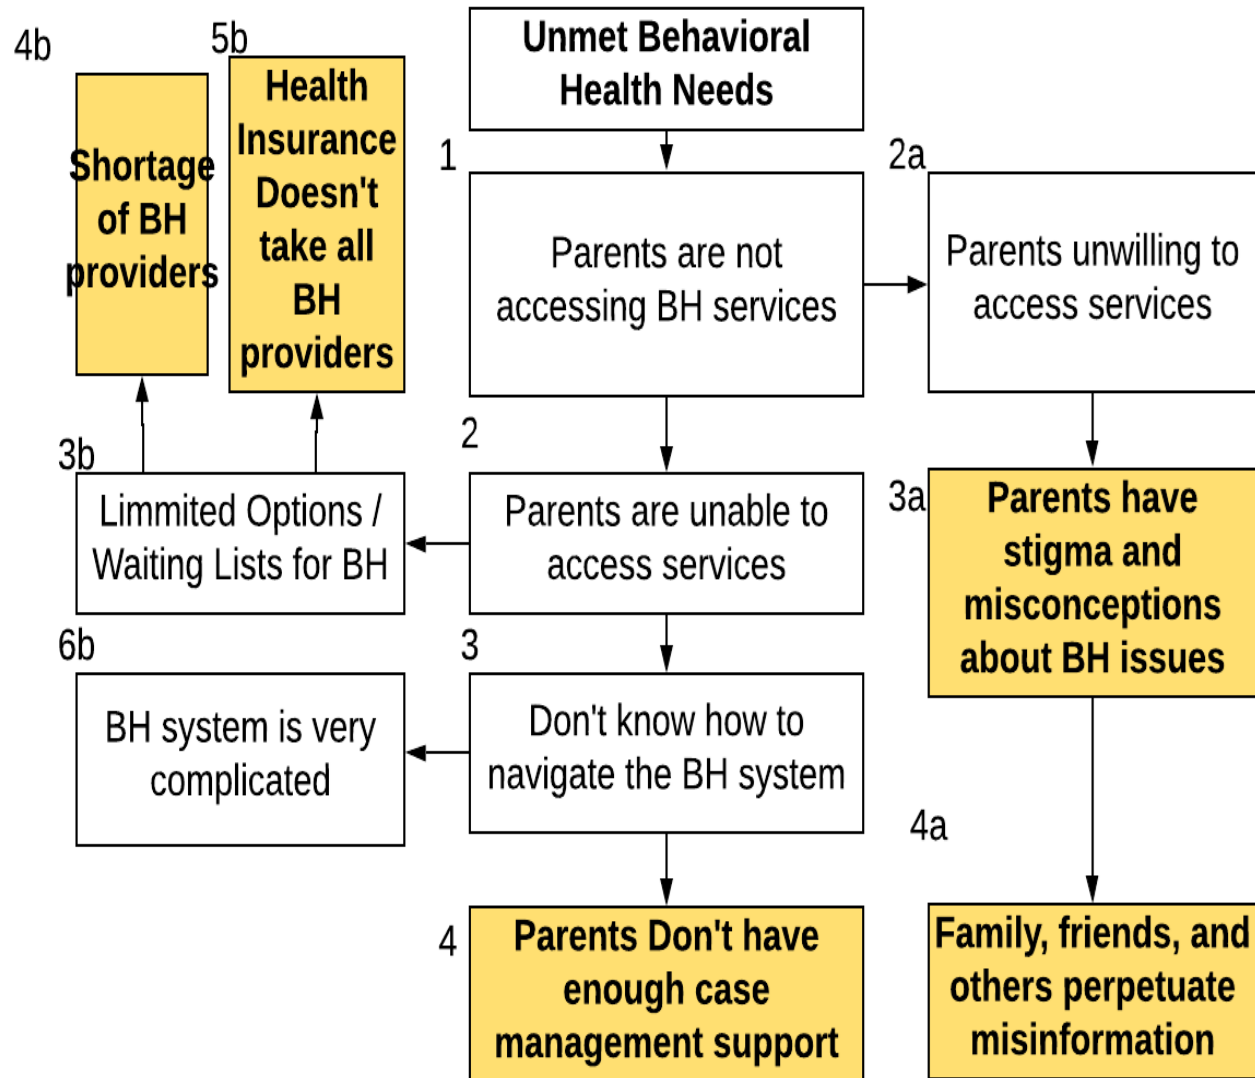 Unmet Behavioral
Health Needs
4b
Shortage
of BH
providers
5b
Health
Insurance
Doesn't
take all
BH
providers
1
Parents are not
accessing BH services
2a
Parents unwilling to
access services
3b
Limmited Options /
Waiting Lists for BH
2
Parents are unable to
access services
3a
Parents have
stigma and
misconceptions
about BH issues
6b
BH system is very
complicated
3
Don't know how to
navigate the BH system
4
Parents Don't have
enough case
management support
4a
Family, friends, and
others perpetuate
misinformation